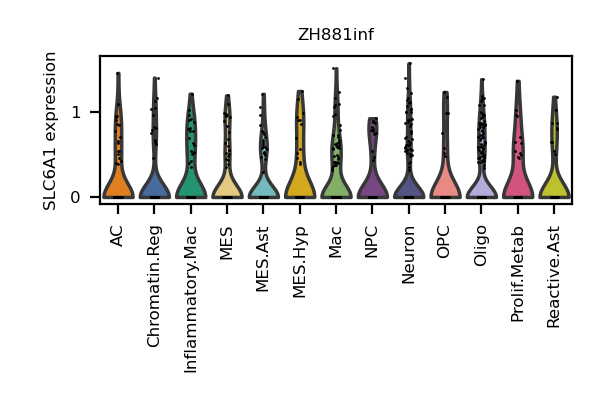 ZH881inf
SLC6A1 expression
1
0
AC
Chromatin.Reg
Inflammatory.Mac
MES
MES.Ast
MES.Hyp
Mac
NPC
Neuron
OPC
Oligo
Prolif.Metab
Reactive.Ast